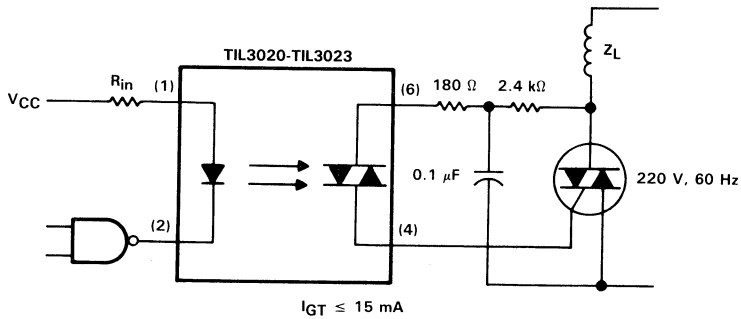 TIL3020-TIL3023
Z_L
R_in
(1)
(6)
180 Ω
2.4 kΩ
V_CC
0.1 μF
220 V, 60 Hz
(2)
(4)
I_GT ≤ 15 mA